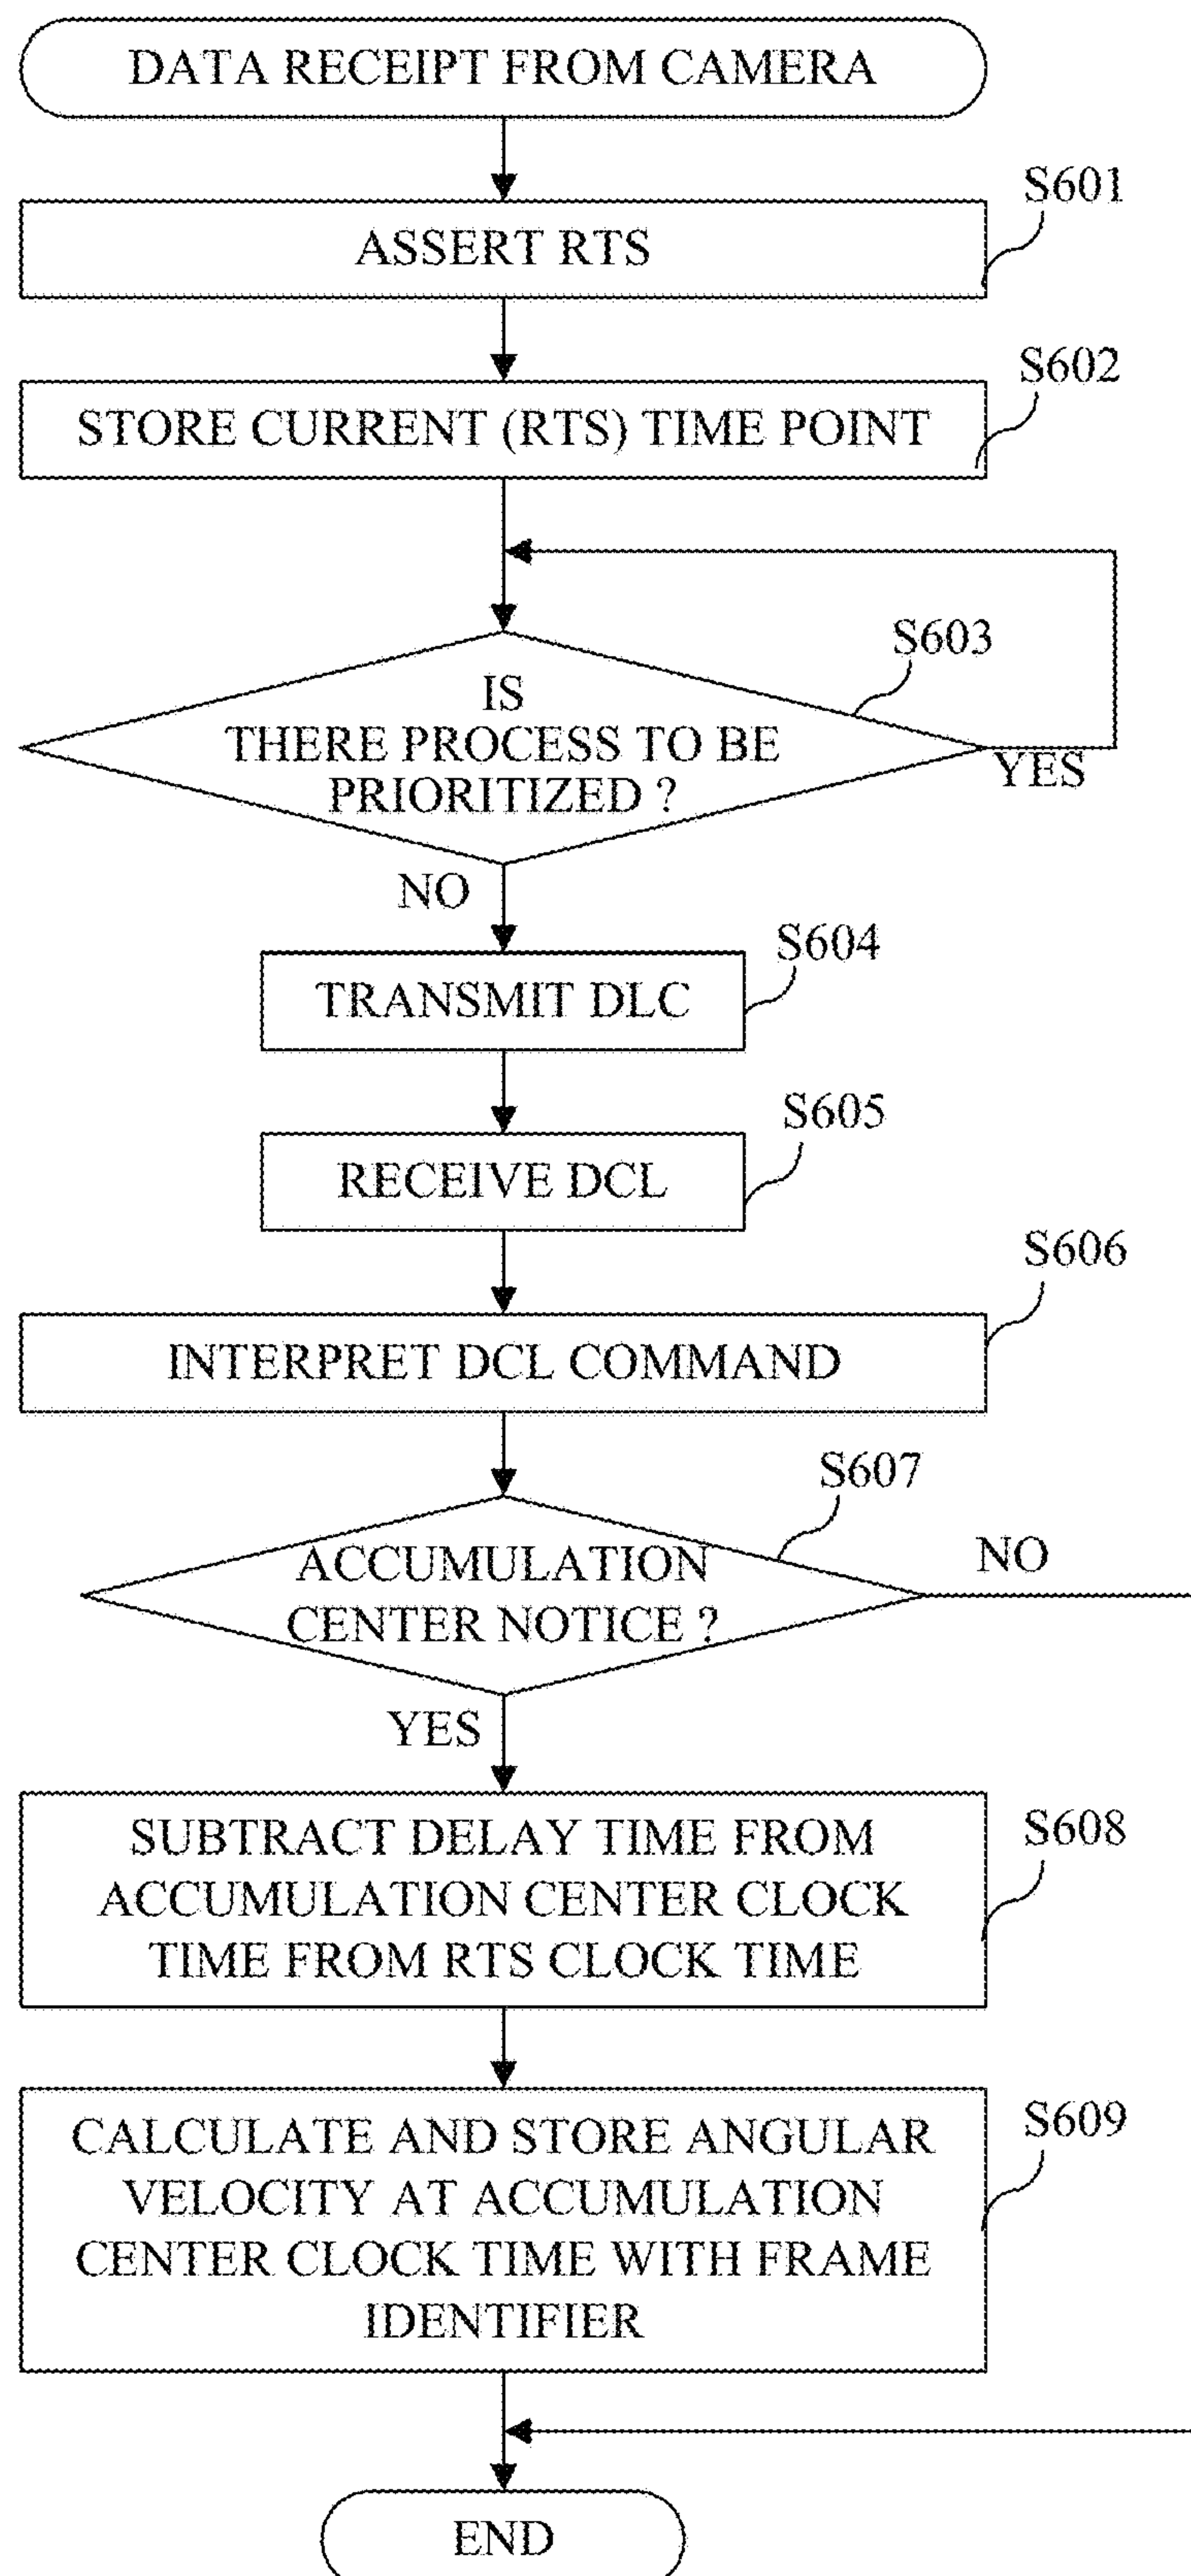 DATA RECEIPT FROM CAMERA
S601
ASSERT RTS
S602
STORE CURRENT (RTS) TIME POINT
S603
IS
THERE PROCESS TO BE
PRIORITIZED ?
YES
NO
S604
TRANSMIT DLC
S605
RECEIVE DCL
S606
INTERPRET DCL COMMAND
S607
ACCUMULATION
CENTER NOTICE ?
NO
YES
S608
SUBTRACT DELAY TIME FROM
ACCUMULATION CENTER CLOCK
TIME FROM RTS CLOCK TIME
S609
CALCULATE AND STORE ANGULAR
VELOCITY AT ACCUMULATION
CENTER CLOCK TIME WITH FRAME
IDENTIFIER
END